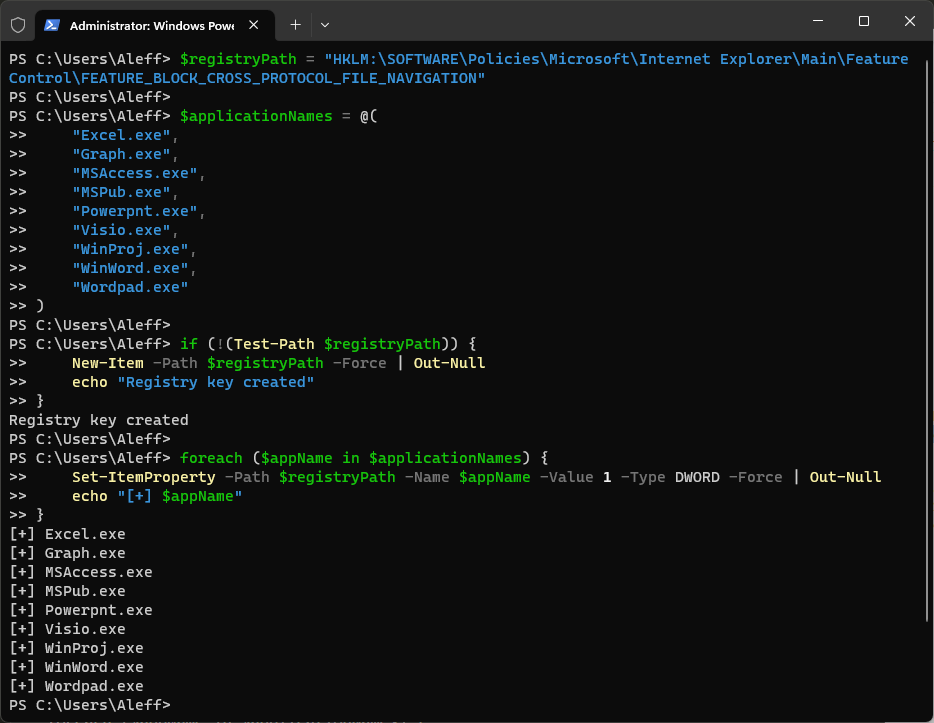 Administrator: Windows Powe
PS C:\Users\Aleff> $registryPath = "HKLM:\SOFTWARE\Policies\Microsoft\Internet Explorer\Main\Feature
Control\FEATURE_BLOCK_CROSS_PROTOCOL_FILE_NAVIGATION"
PS C:\Users\Aleff>
PS C:\Users\Aleff> $applicationNames = @(
>>     "Excel.exe",
>>     "Graph.exe",
>>     "MSAccess.exe",
>>     "MSPub.exe",
>>     "Powerpnt.exe",
>>     "Visio.exe",
>>     "WinProj.exe",
>>     "WinWord.exe",
>>     "Wordpad.exe"
>> )
PS C:\Users\Aleff>
PS C:\Users\Aleff> if (!(Test-Path $registryPath)) {
>>     New-Item -Path $registryPath -Force | Out-Null
>>     echo "Registry key created"
>> }
Registry key created
PS C:\Users\Aleff>
PS C:\Users\Aleff> foreach ($appName in $applicationNames) {
>>     Set-ItemProperty -Path $registryPath -Name $appName -Value 1 -Type DWORD -Force | Out-Null
>>     echo "[+] $appName"
>> }
[+] Excel.exe
[+] Graph.exe
[+] MSAccess.exe
[+] MSPub.exe
[+] Powerpnt.exe
[+] Visio.exe
[+] WinProj.exe
[+] WinWord.exe
[+] Wordpad.exe
PS C:\Users\Aleff>